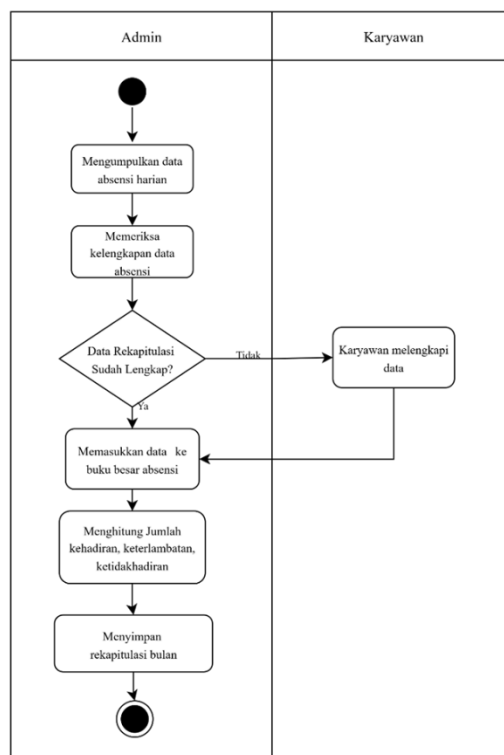 Admin
Karyawan
Mengumpulkan data
absensi harian
Memeriksa
kelengkapan data
absensi
Data Rekapitulasi
Sudah Lengkap?
Tidak
Karyawan melengkapi
data
Ya
Memasukkan data ke
buku besar absensi
Menghitung Jumlah
kehadiran, keterlambatan,
ketidakhadiran
Menyimpan
rekapitulasi bulan